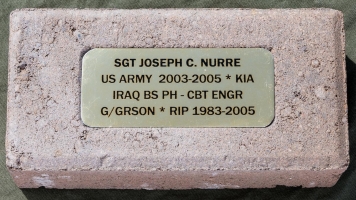 SGT JOSEPH C. NURRE
US ARMY 2003-2005 * KIA
IRAQ BS PH - CBT ENGR
G/GRSON * RIP 1983-2005